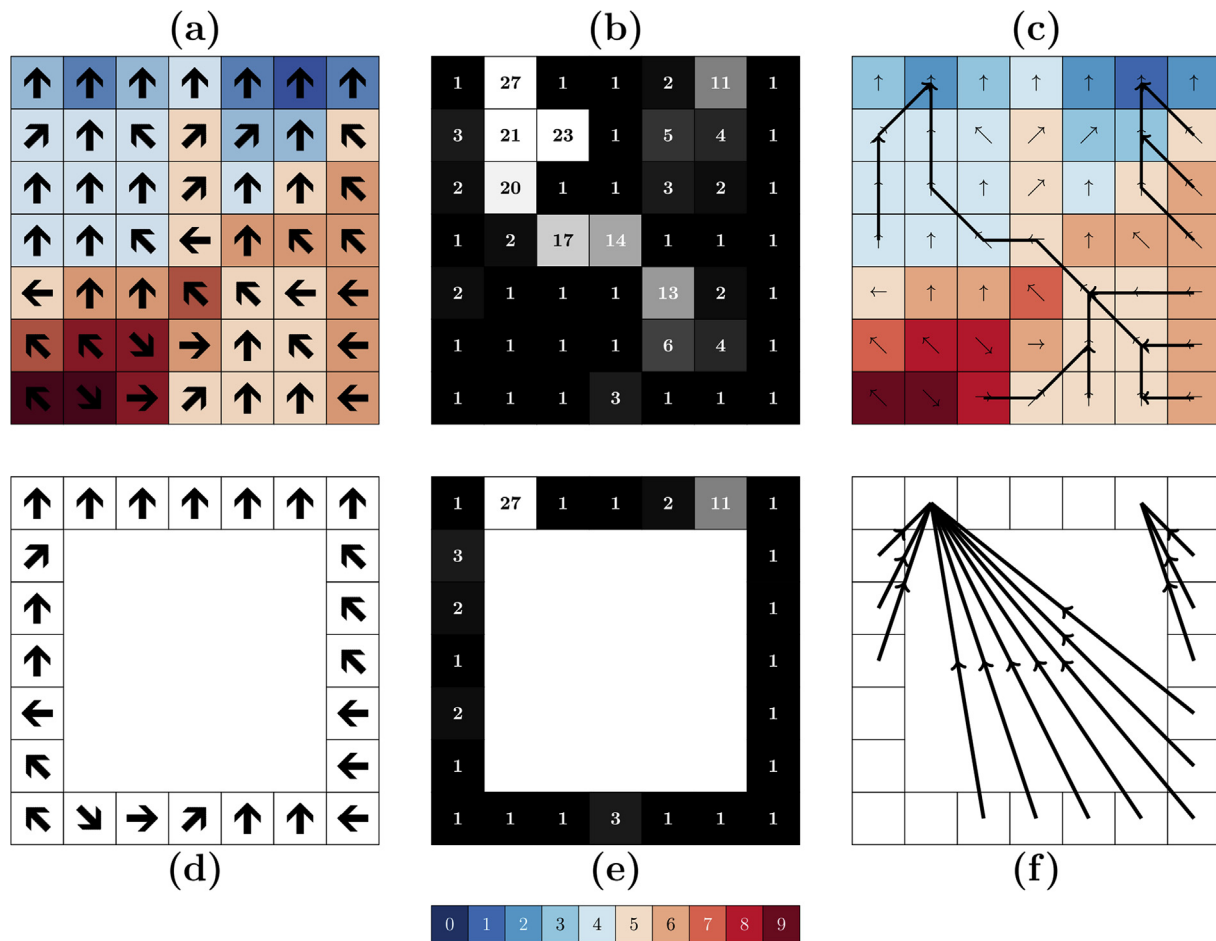 (a) (b) (c)
1 27 1 1 2 11 1
3 21 23 1 5 4 1
2 20 1 1 3 2 1
1 2 17 14 1 1 1
2 1 1 1 13 2 1
1 1 1 1 6 4 1
1 1 1 3 1 1 1
1 27 1 1 2 11 1
3 1
2 1
1 1
2 1
1 1
1 1 1 3 1 1 1
(d) (e) (f)
0 1 2 3 4 5 6 7 8 9